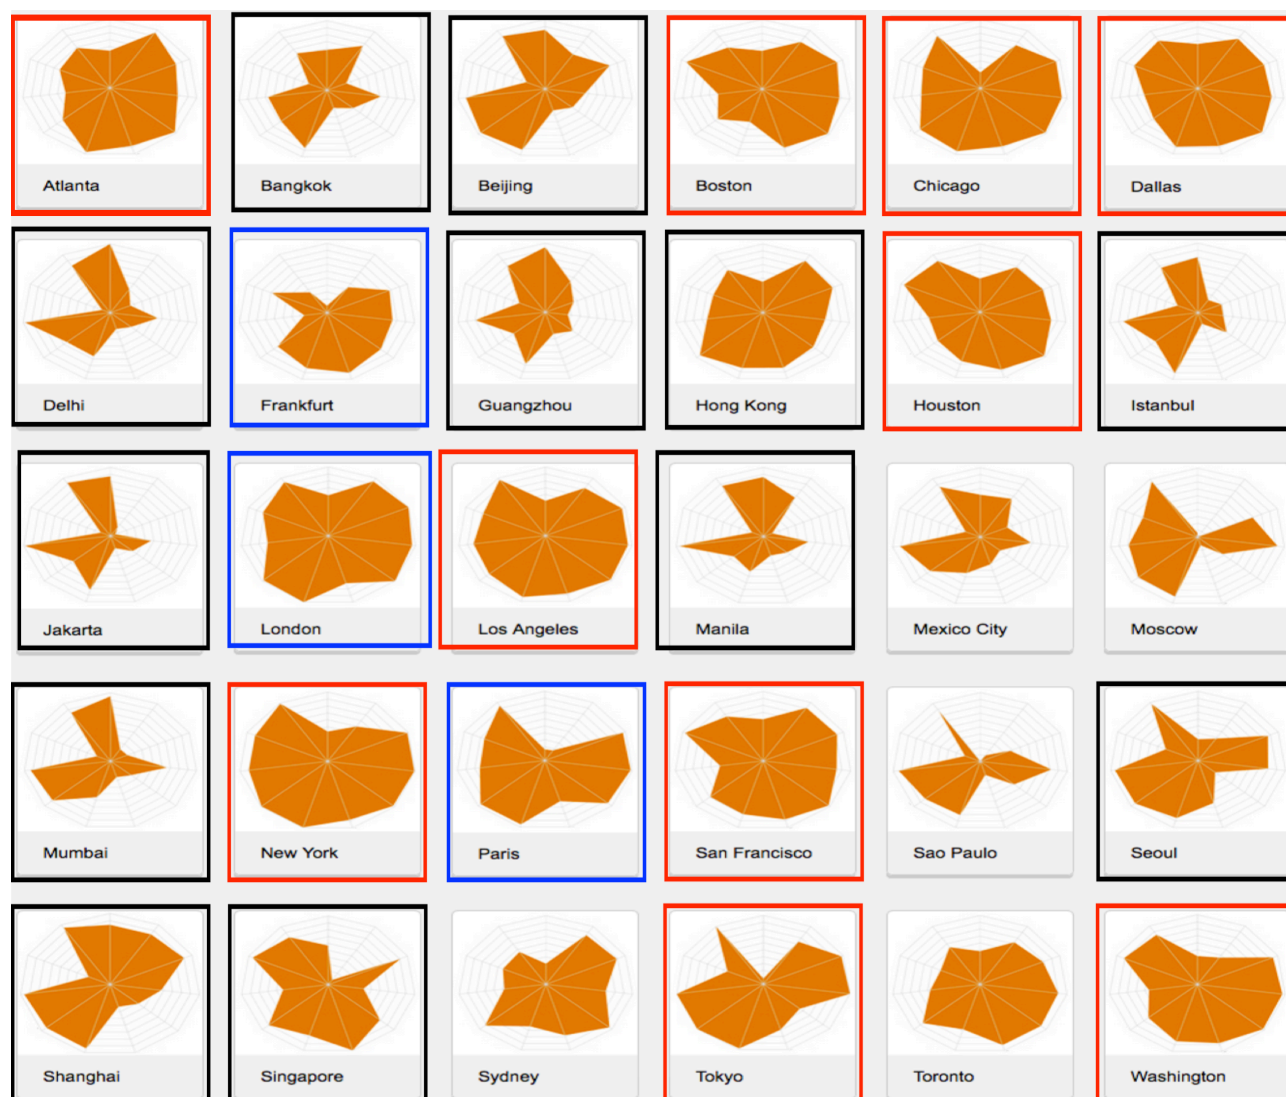 Atlanta
Bangkok
Beijing
Boston
Chicago
Dallas
Delhi
Frankfurt
Guangzhou
Hong Kong
Houston
Istanbul
Jakarta
London
Los Angeles
Manila
Mexico City
Moscow
Mumbai
New York
Paris
San Francisco
Sao Paulo
Seoul
Shanghai
Singapore
Sydney
Tokyo
Toronto
Washington